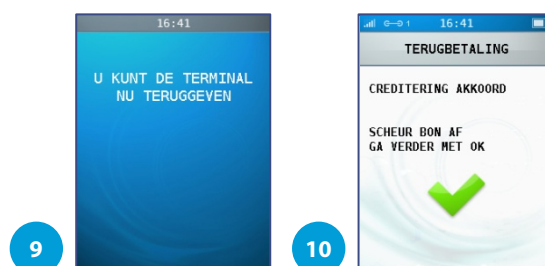 16:41
U KUNT DE TERMINAL
NU TERUGGEVEN
9
1 16:41
TERUGBETALING
CREDITERING AKKOORD
SCHEUR BON AF
GA VERDER MET OK
10